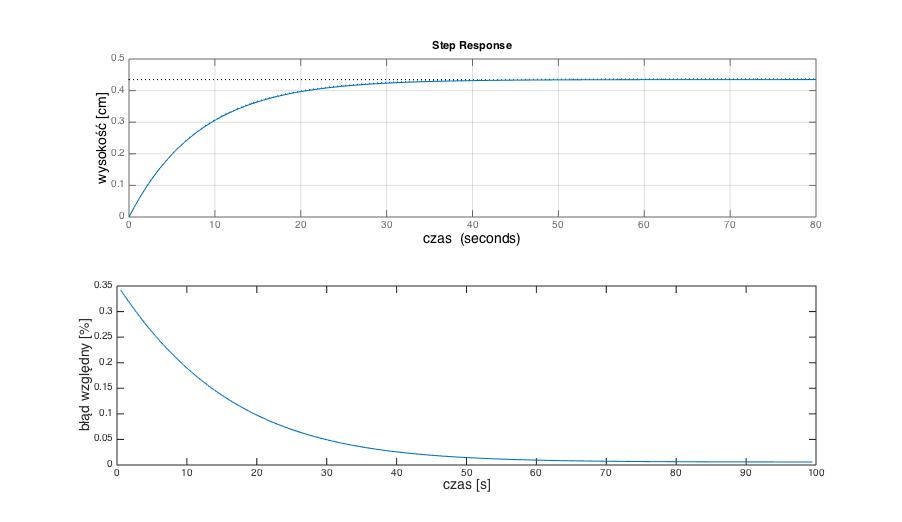 Step Response
wysokość [cm]
0.5
0.4
0.3
0.2
0.1
0
0 10 20 30 40 50 60 70 80
czas (seconds)
błąd względny [%]
0.35
0.3
0.25
0.2
0.15
0.1
0.05
0
0 10 20 30 40 50 60 70 80 90 100
czas [s]